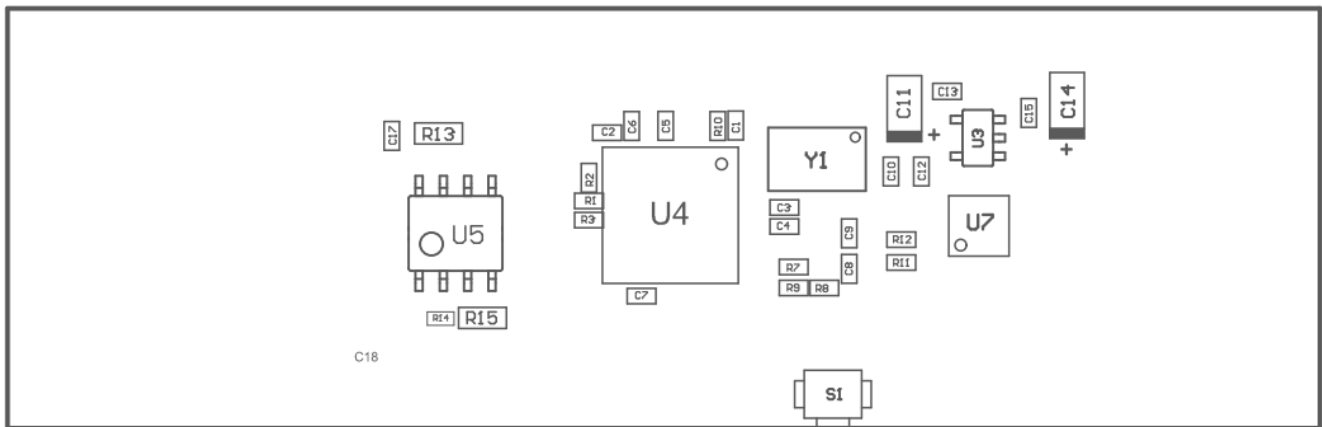 C11
C13
C14
C15
C17
R13
C2
C6
C5
R10
C1
Y1
U3
C10
C12
R2
R1
R3
U4
U5
C3
C4
C9
R12
R11
U7
R7
C8
R9
R8
C7
R14
R15
C18
S1
+
+